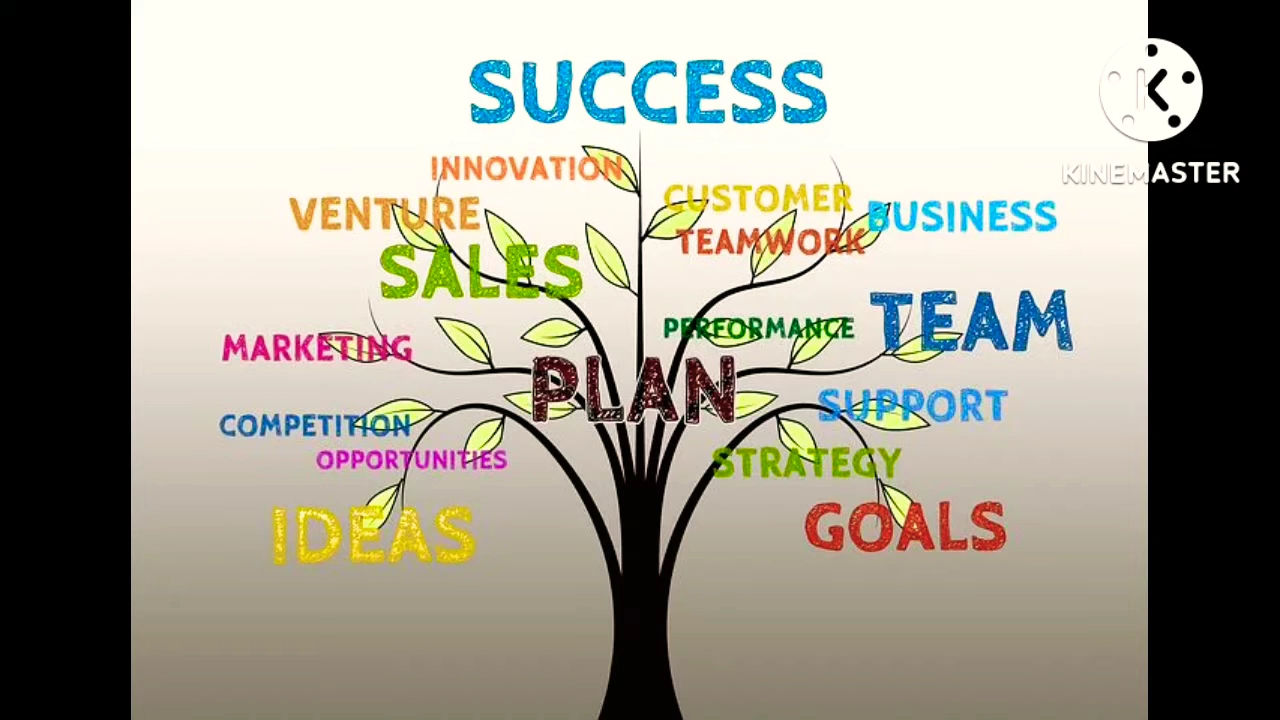 SUCCESS
INNOVATION
CUSTOMER
VENTURE
BUSINESS
TEAMWORK
SALES
TEAM
PERFORMANCE
MARKETING
PLAN
SUPPORT
COMPETITION
OPPORTUNITIES
STRATEGY
IDEAS
GOALS
K
KINEMASTER